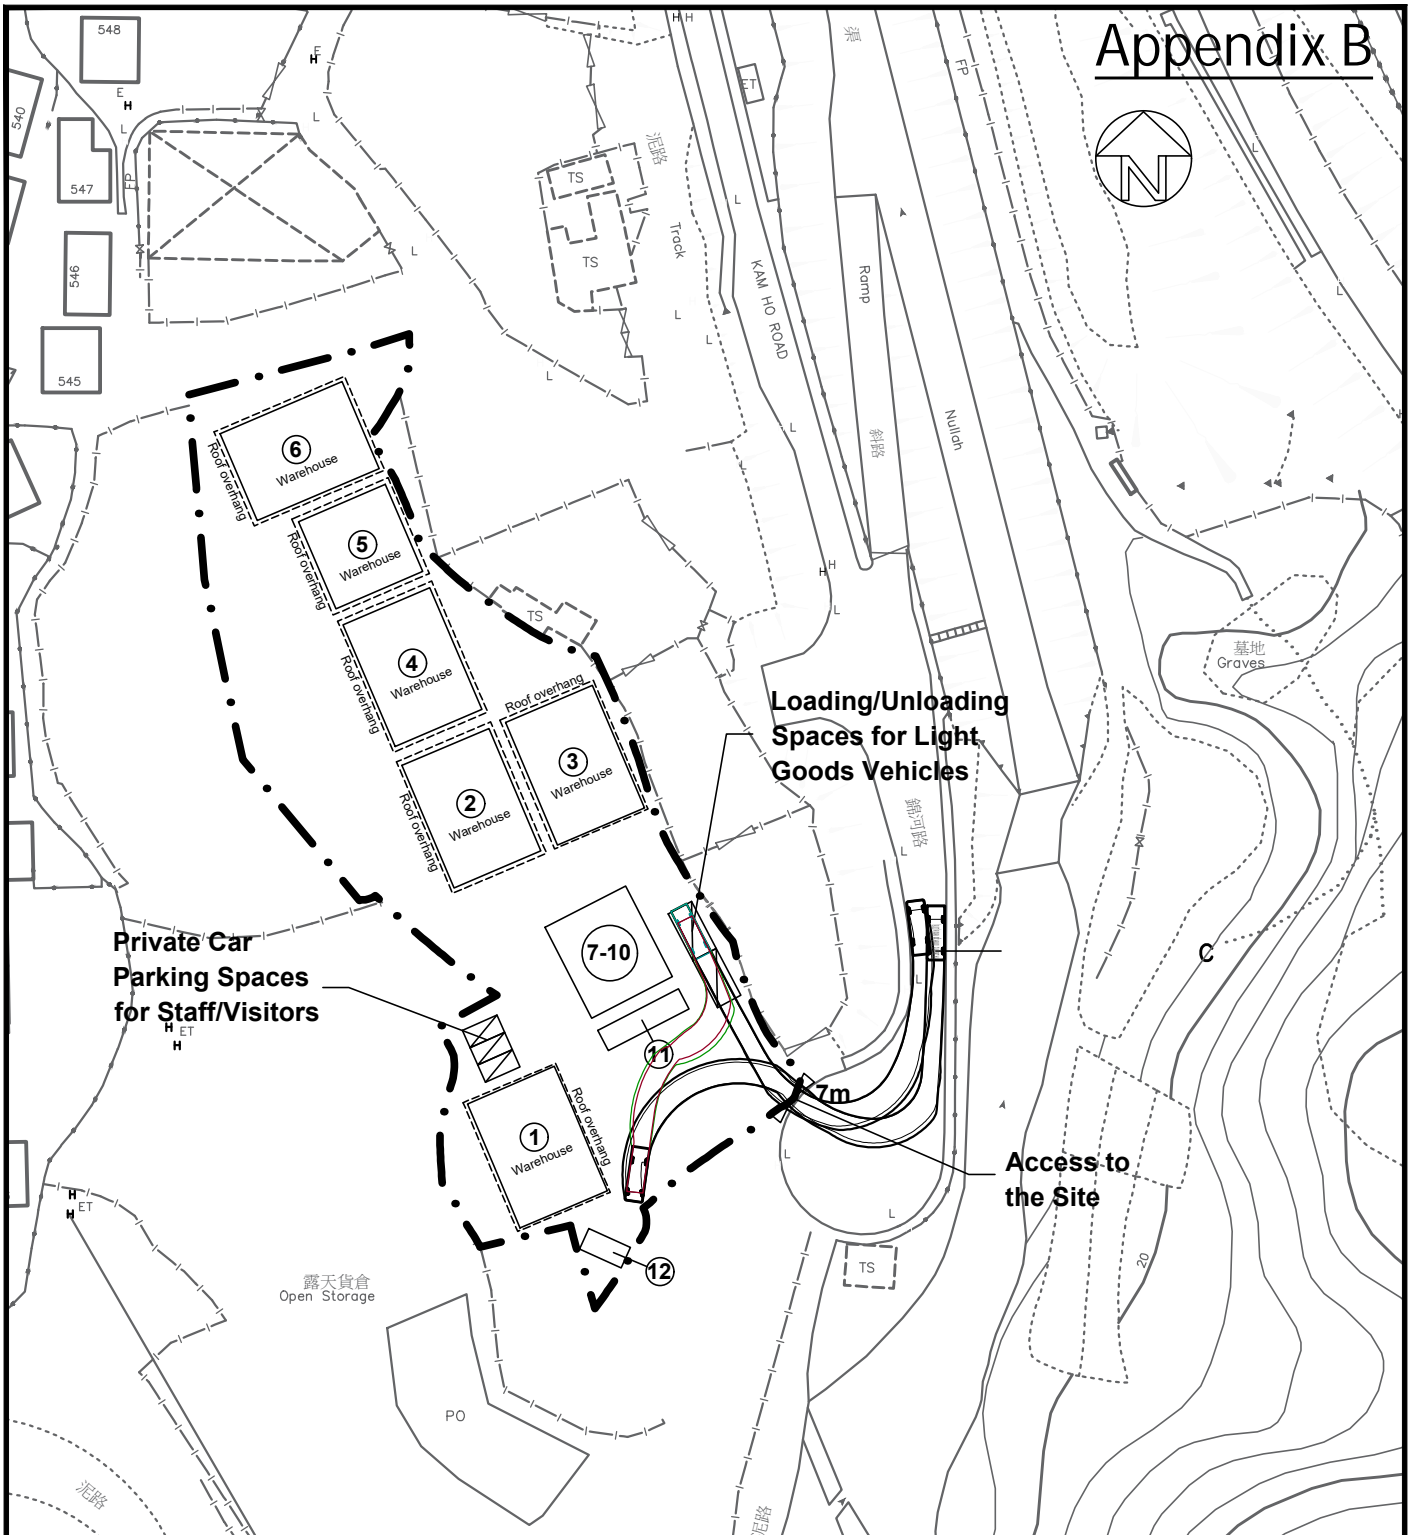 Appendix B
N
548
E
H
L
540
547
FP
546
545
E
H
L
L
H H
渠
FP
ET
泥路
TS
TS
Track
L
L
L
L
KAM HO ROAD
Ramp
斜路
Nullah
L
L
L
L
6
Warehouse
Roof overhang
5
Warehouse
Roof overhang
4
Warehouse
Roof overhang
TS
H H
L
墓地
Graves
Roof overhang
3
Warehouse
2
Warehouse
Roof overhang
Loading/Unloading
Spaces for Light
Goods Vehicles
錦河路
L
Private Car
Parking Spaces
for Staff/Visitors
7-10
11
L
C
H
ET
H
7m
1
Warehouse
Roof overhang
Access to
the Site
L
L
H
ET
H
12
TS
20
露天貨倉
Open Storage
PO
泥路
泥路